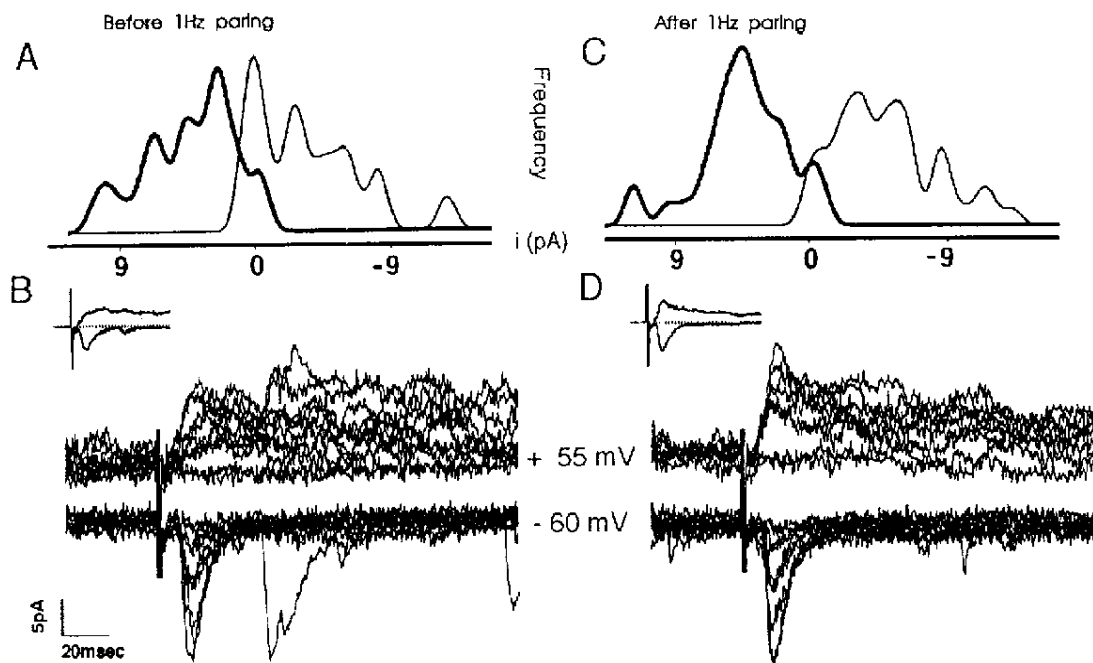 Before 1Hz paring
After 1Hz paring
A
C
Frequency
i (pA)
9 0 -9
9 0 -9
B
D
+ 55 mV
- 60 mV
5pA
20msec